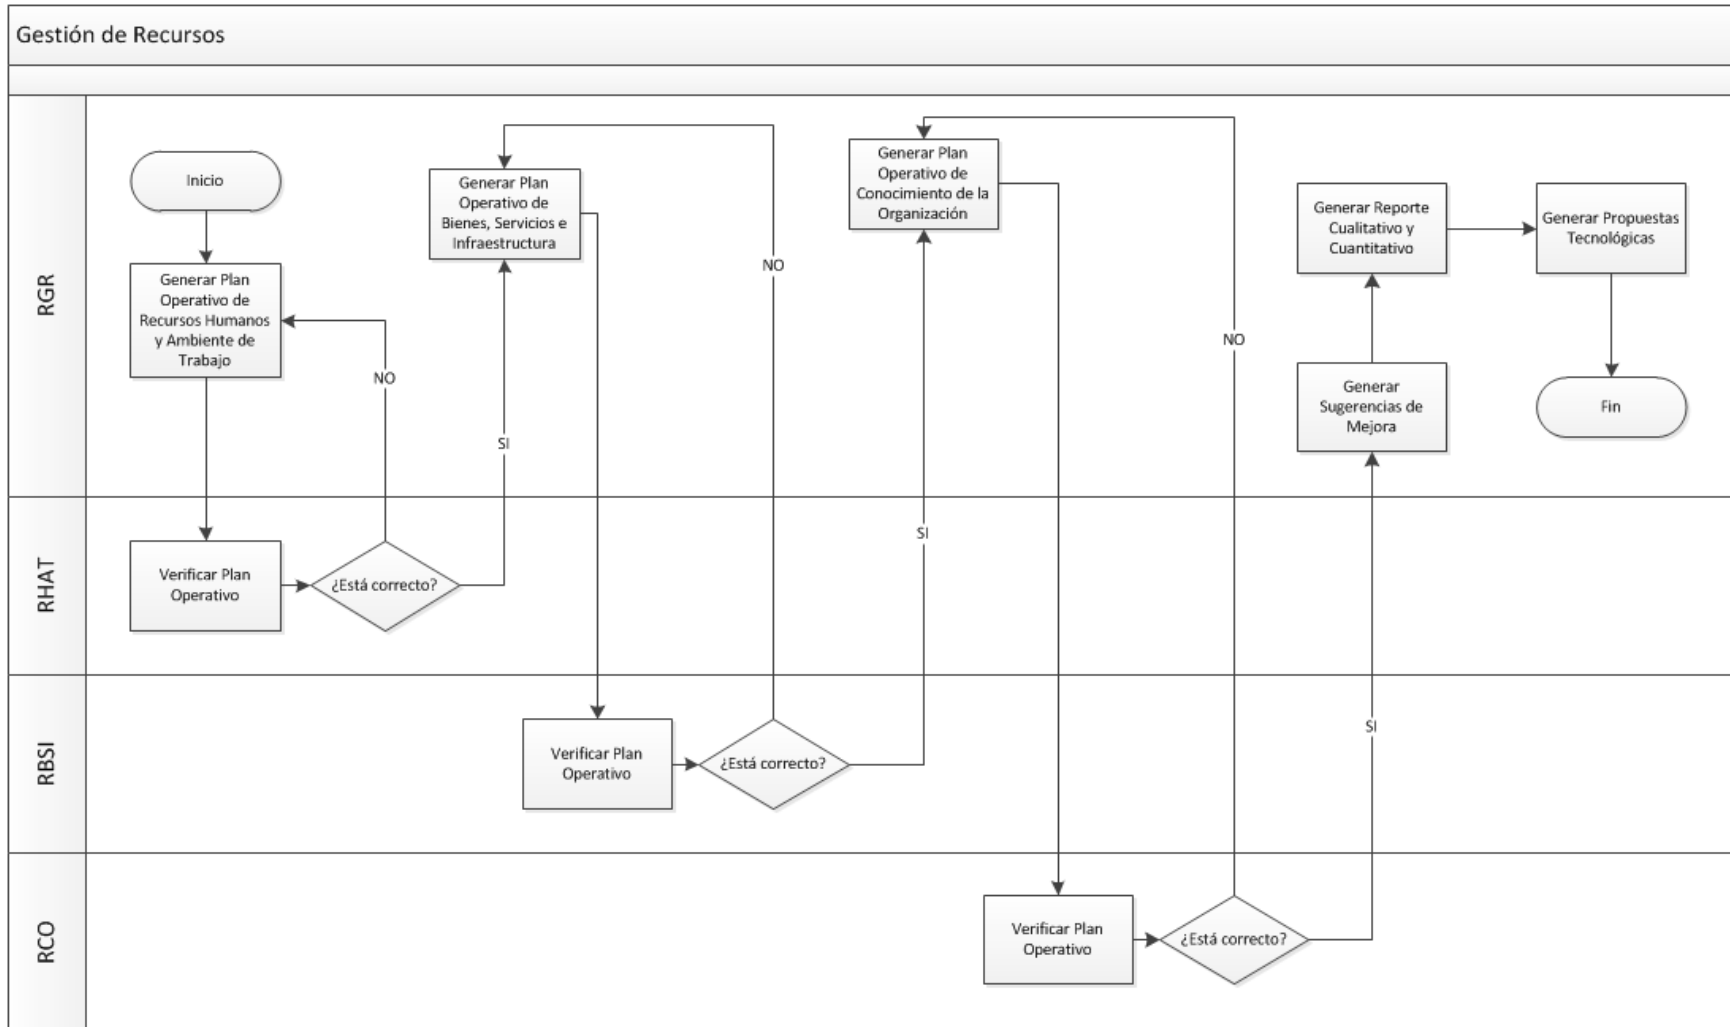 Gestión de Recursos
RGR
Inicio
Generar Plan
Operativo de
Recursos Humanos
y Ambiente de
Trabajo
NO
Generar Plan
Operativo de
Bienes, Servicios e
Infraestructura
SI
NO
Generar Plan
Operativo de
Conocimiento de la
Organización
NO
Generar Reporte
Cualitativo y
Cuantitativo
Generar Propuestas
Tecnológicas
Generar
Sugerencias de
Mejora
Fin
RHAT
Verificar Plan
Operativo
¿Está correcto?
SI
RBSI
Verificar Plan
Operativo
¿Está correcto?
SI
RCO
Verificar Plan
Operativo
¿Está correcto?